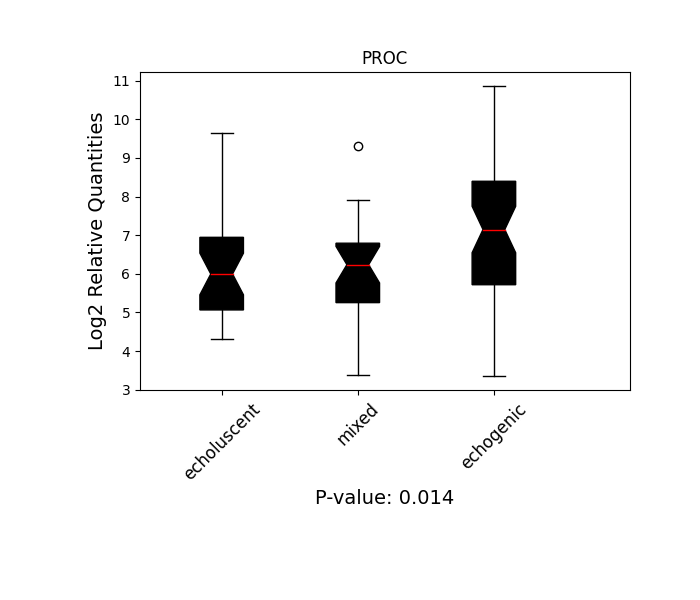 PROC
Log2 Relative Quantities
11
10
9
8
7
6
5
4
3
echoluscent
mixed
echogenic
P-value: 0.014